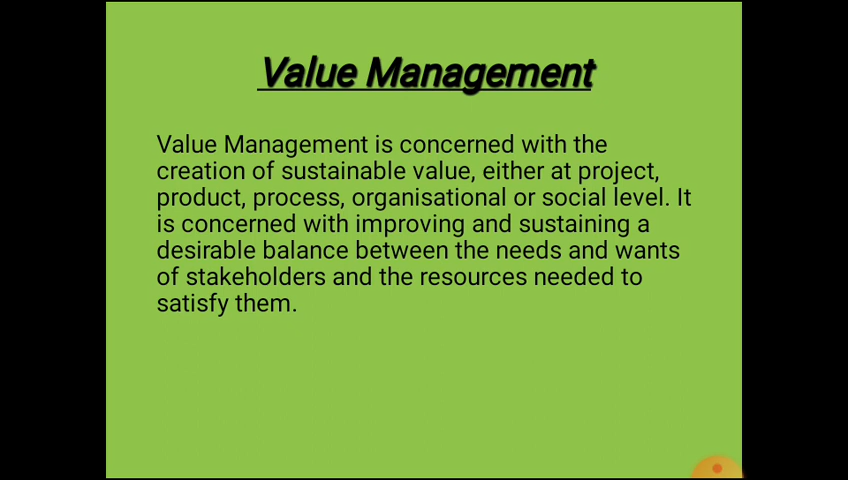 Value Management
Value Management is concerned with the
creation of sustainable value, either at project,
product, process, organisational or social level. It
is concerned with improving and sustaining a
desirable balance between the needs and wants
of stakeholders and the resources needed to
satisfy them.